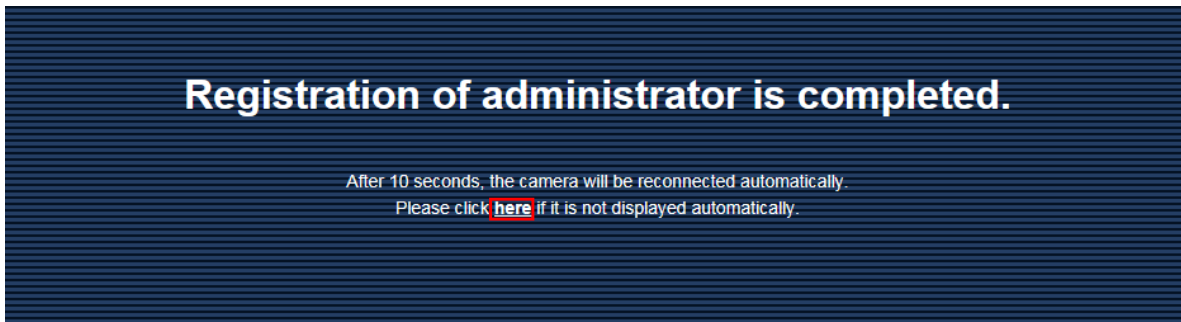 Registration of administrator is completed.
After 10 seconds, the camera will be reconnected automatically.
Please click here if it is not displayed automatically.